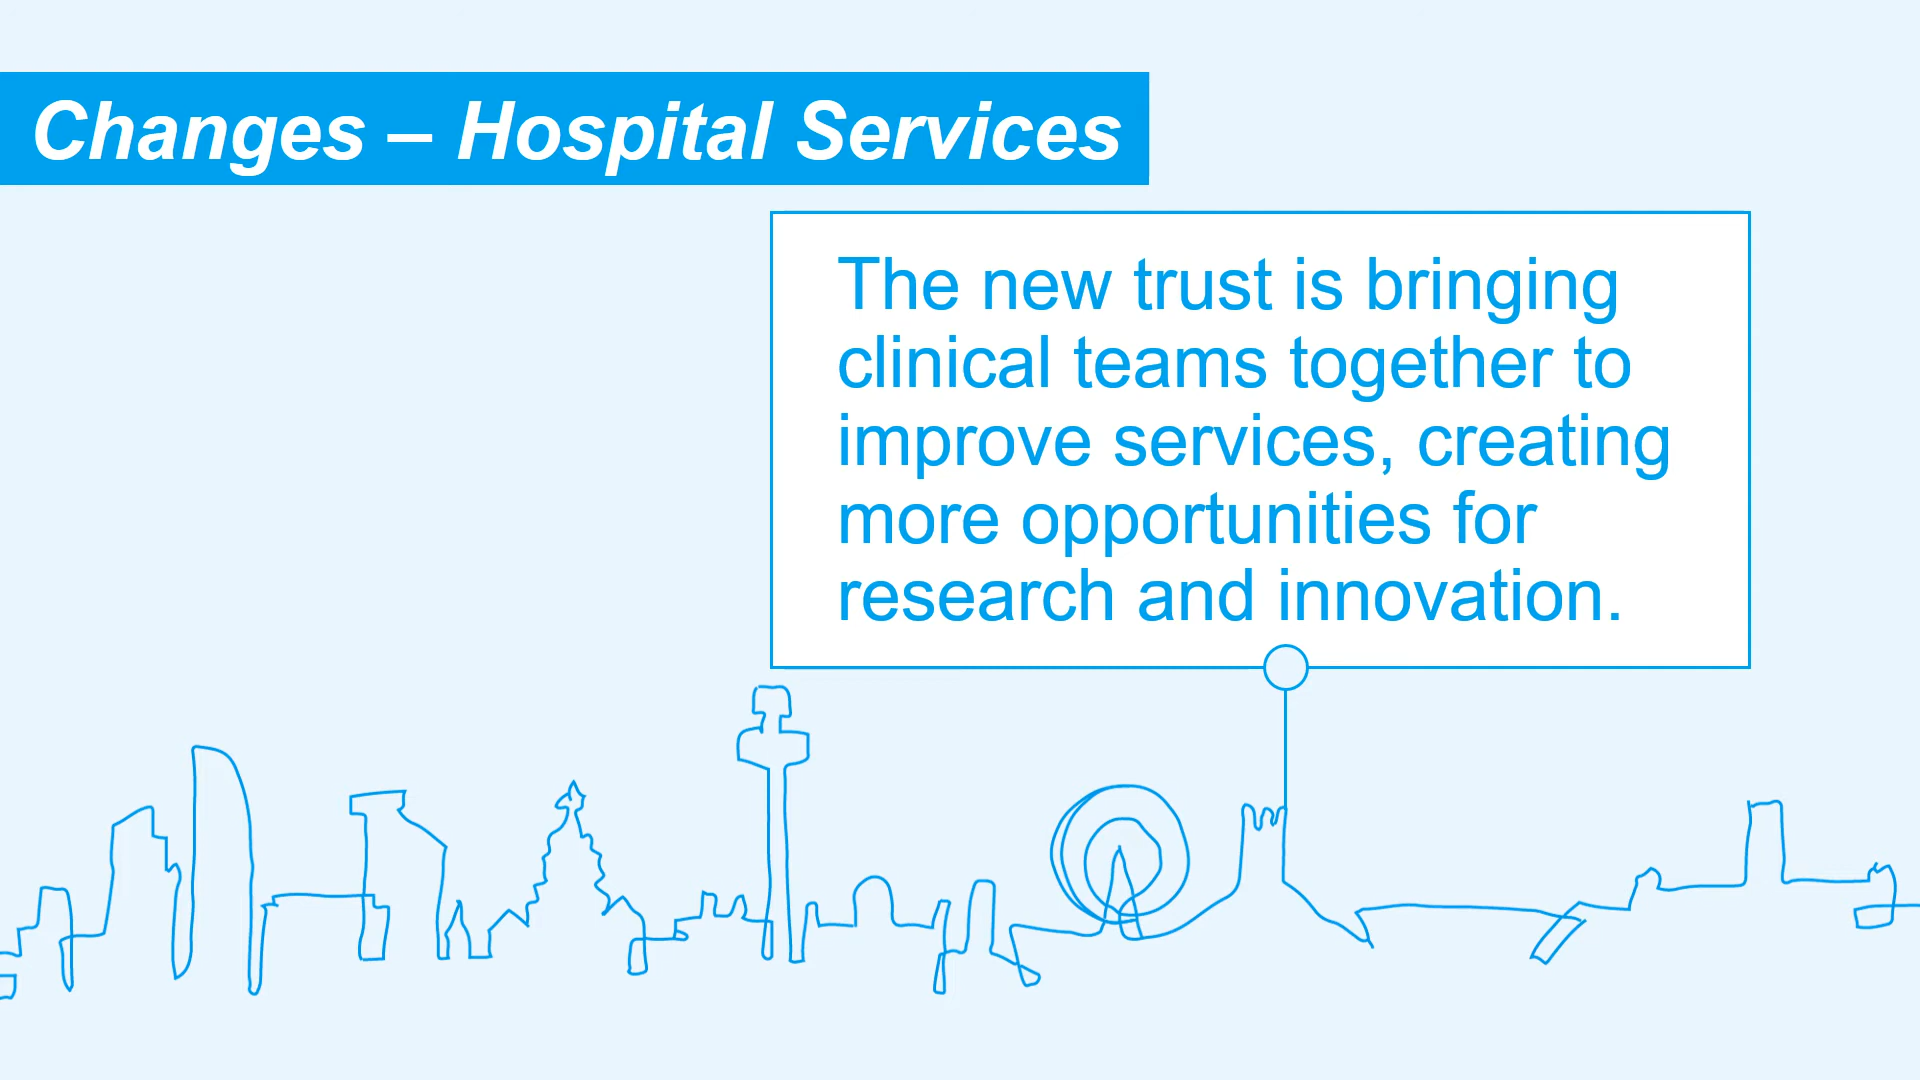 Changes – Hospital Services
The new trust is bringing
clinical teams together to
improve services, creating
more opportunities for
research and innovation.